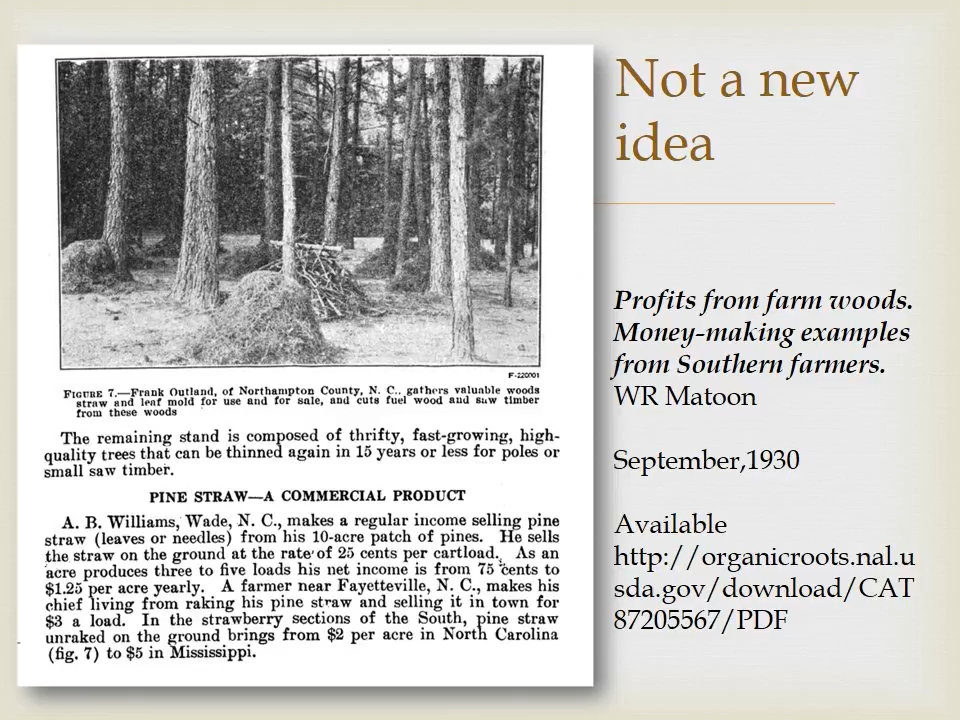 Not a new
idea
F-220001
FIGURE 7.—Frank Outland, of Northampton County, N. C., gathers valuable woods
straw and leaf mold for use and for sale, and cuts fuel wood and saw timber
from these woods
The remaining stand is composed of thrifty, fast-growing, high-
quality trees that can be thinned again in 15 years or less for poles or
small saw timber.
PINE STRAW—A COMMERCIAL PRODUCT
A. B. Williams, Wade, N. C., makes a regular income selling pine
straw (leaves or needles) from his 10-acre patch of pines. He sells
the straw on the ground at the rate of 25 cents per cartload. As an
acre produces three to five loads his net income is from 75 cents to
$1.25 per acre yearly. A farmer near Fayetteville, N. C., makes his
chief living from raking his pine straw and selling it in town for
$3 a load. In the strawberry sections of the South, pine straw
unraked on the ground brings from $2 per acre in North Carolina
(fig. 7) to $5 in Mississippi.
Profits from farm woods.
Money-making examples
from Southern farmers.
WR Matoon
September,1930
Available
http://organicroots.nal.u
sda.gov/download/CAT
87205567/PDF